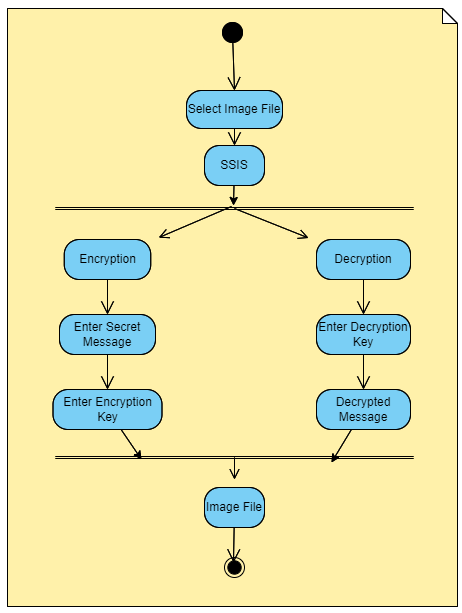 Select Image File
SSIS
Encryption
Decryption
Enter Secret
Message
Enter Decryption
Key
Enter Encryption
Key
Decrypted
Message
Image File